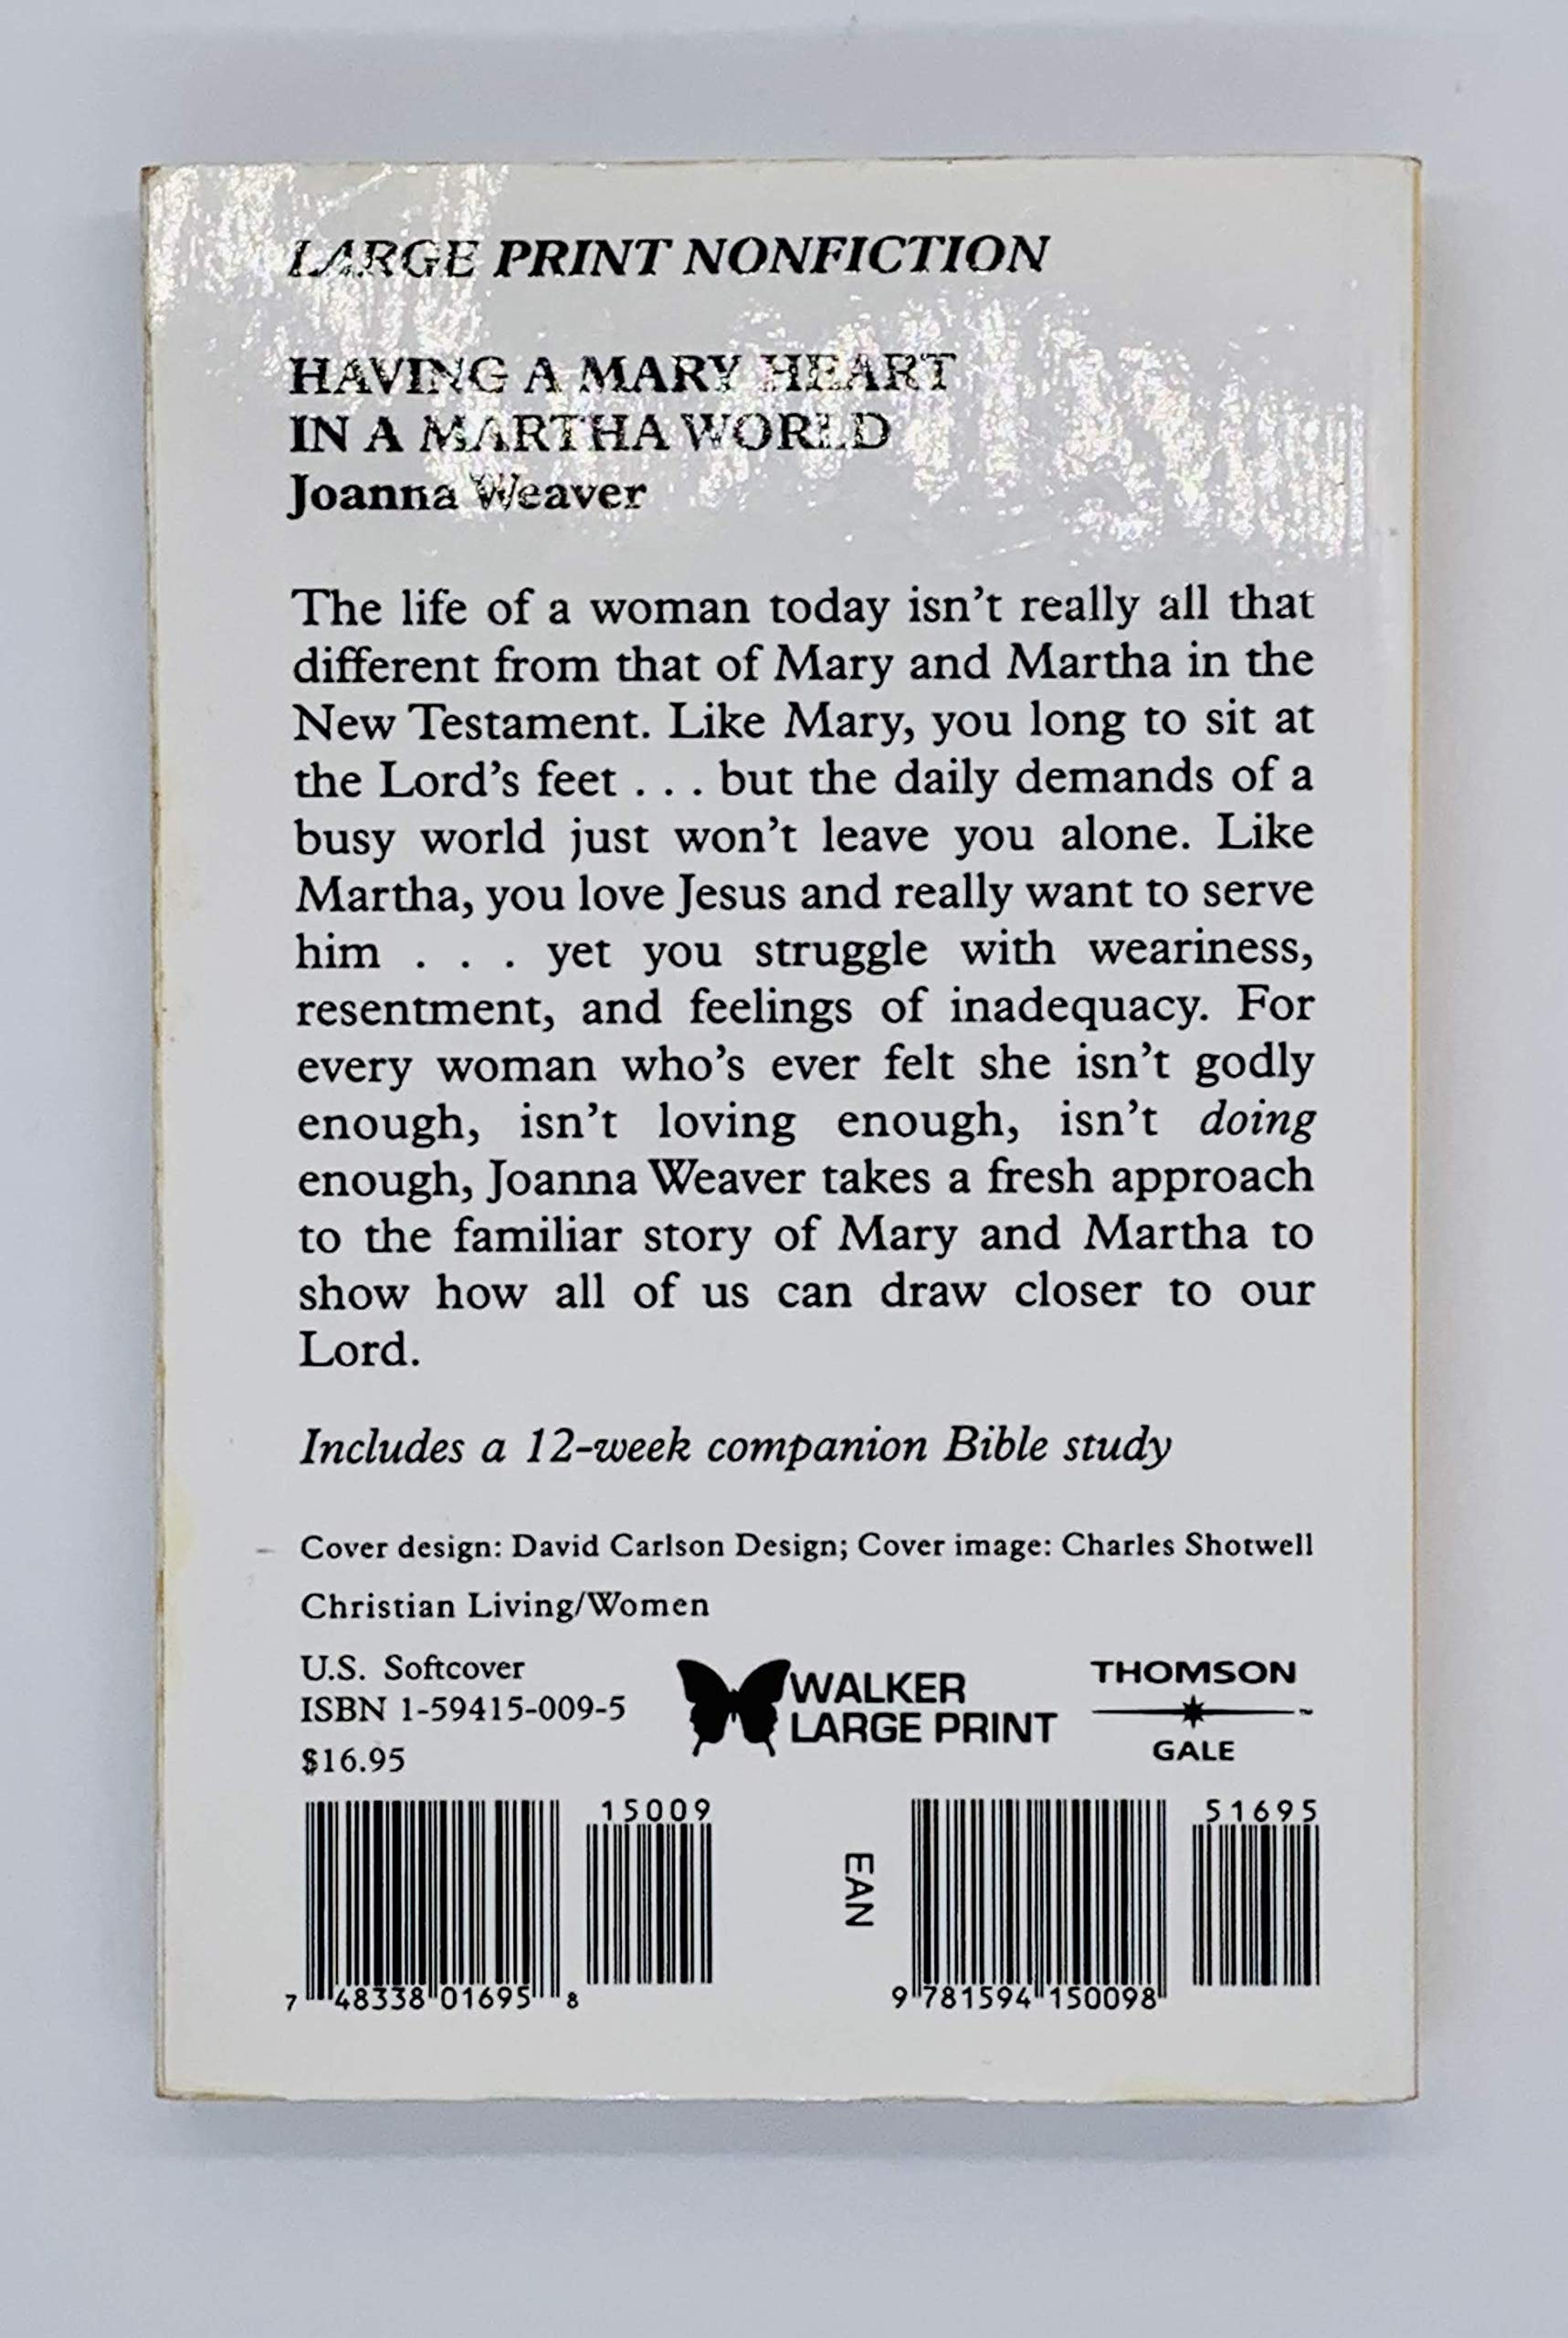 LARGE PRINT NONFICTION
HAVING A MARY HEART
IN A MARTHA WORLD
Joanna Weaver
The life of a woman today isn’t really all that
different from that of Mary and Martha in the
New Testament. Like Mary, you long to sit at
the Lord’s feet . . . but the daily demands of a
busy world just won’t leave you alone. Like
Martha, you love Jesus and really want to serve
him . . . yet you struggle with weariness,
resentment, and feelings of inadequacy. For
every woman who’s ever felt she isn’t godly
enough, isn’t loving enough, isn’t doing
enough, Joanna Weaver takes a fresh approach
to the familiar story of Mary and Martha to
show how all of us can draw closer to our
Lord.
Includes a 12-week companion Bible study
Cover design: David Carlson Design; Cover image: Charles Shotwell
Christian Living/Women
U.S. Softcover
ISBN 1-59415-009-5
$16.95
WALKER
LARGE PRINT
THOMSON
™
GALE
15009
7 48338 01695 8
EAN
51695
9 781594 150098